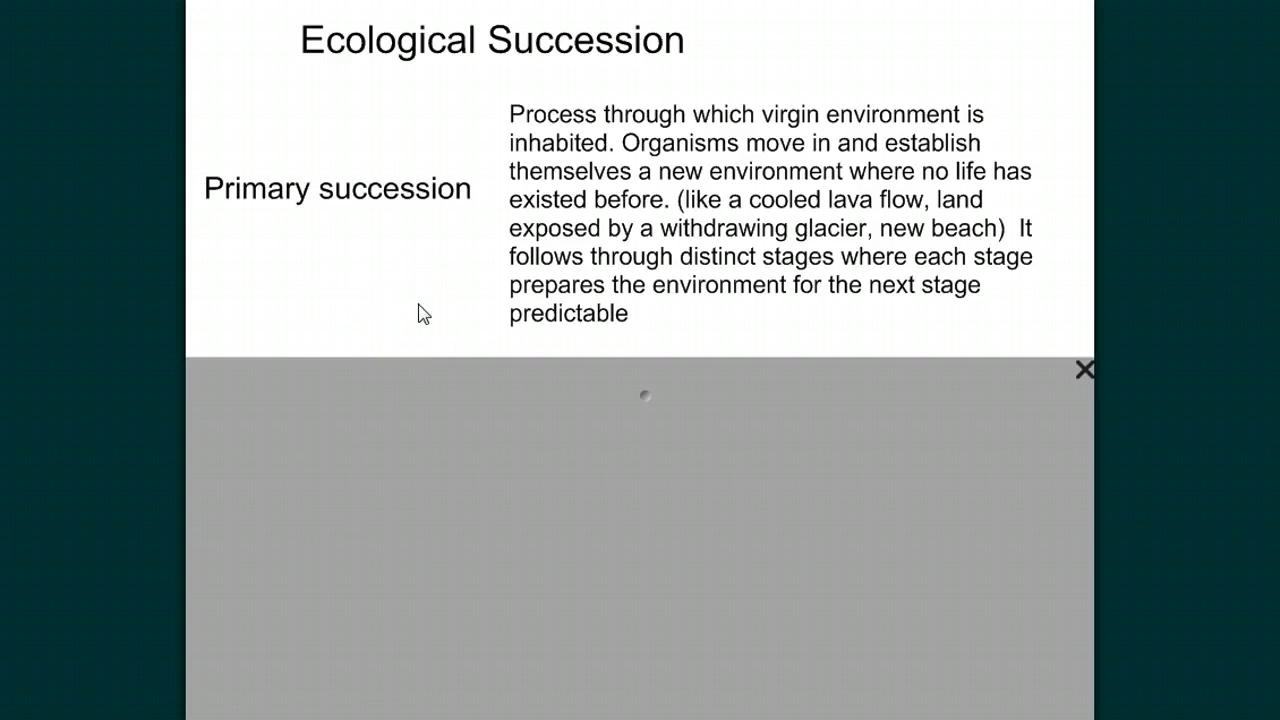 Ecological Succession
Primary succession
Process through which virgin environment is
inhabited. Organisms move in and establish
themselves a new environment where no life has
existed before. (like a cooled lava flow, land
exposed by a withdrawing glacier, new beach)  It
follows through distinct stages where each stage
prepares the environment for the next stage
predictable